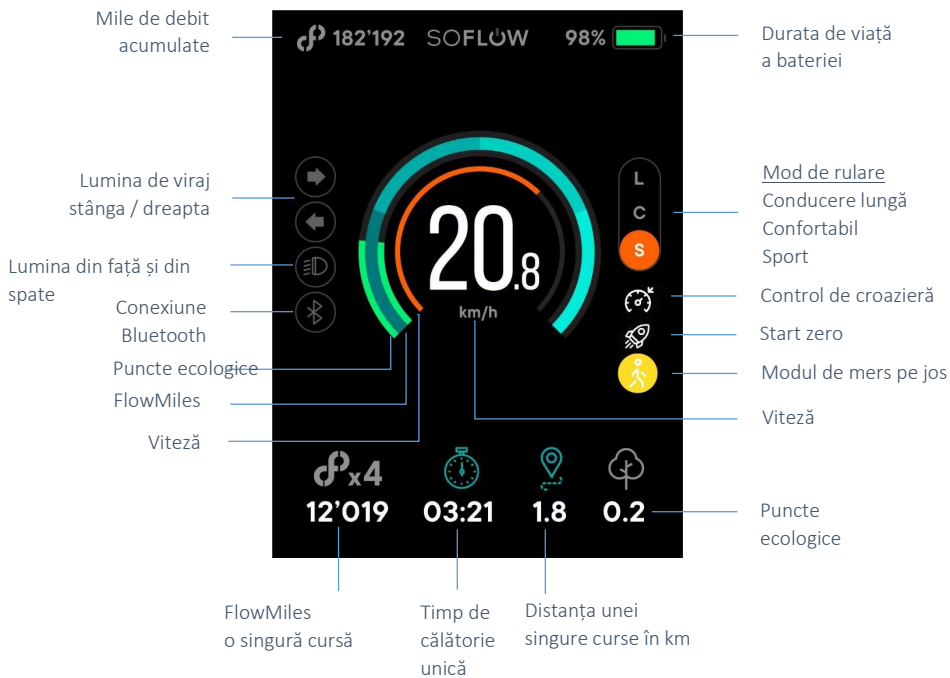 Mile de debit
acumulate
182’192 SOFLOW 98%
Durata de viață
a bateriei
Lumina de viraj
stânga / dreapta
Lumina din față și din
spate
Conexiune
Bluetooth
Puncte ecologice
FlowMiles
Viteză
20.8
km/h
L
C
S
Mod de rulare
Conducere lungă
Confortabil
Sport
Control de croazieră
Start zero
Modul de mers pe jos
Viteză
x4
12’019 03:21 1.8 0.2
Puncte
ecologice
FlowMiles
o singură cursă
Timp de
călătorie
unică
Distanța unei
singure curse în km